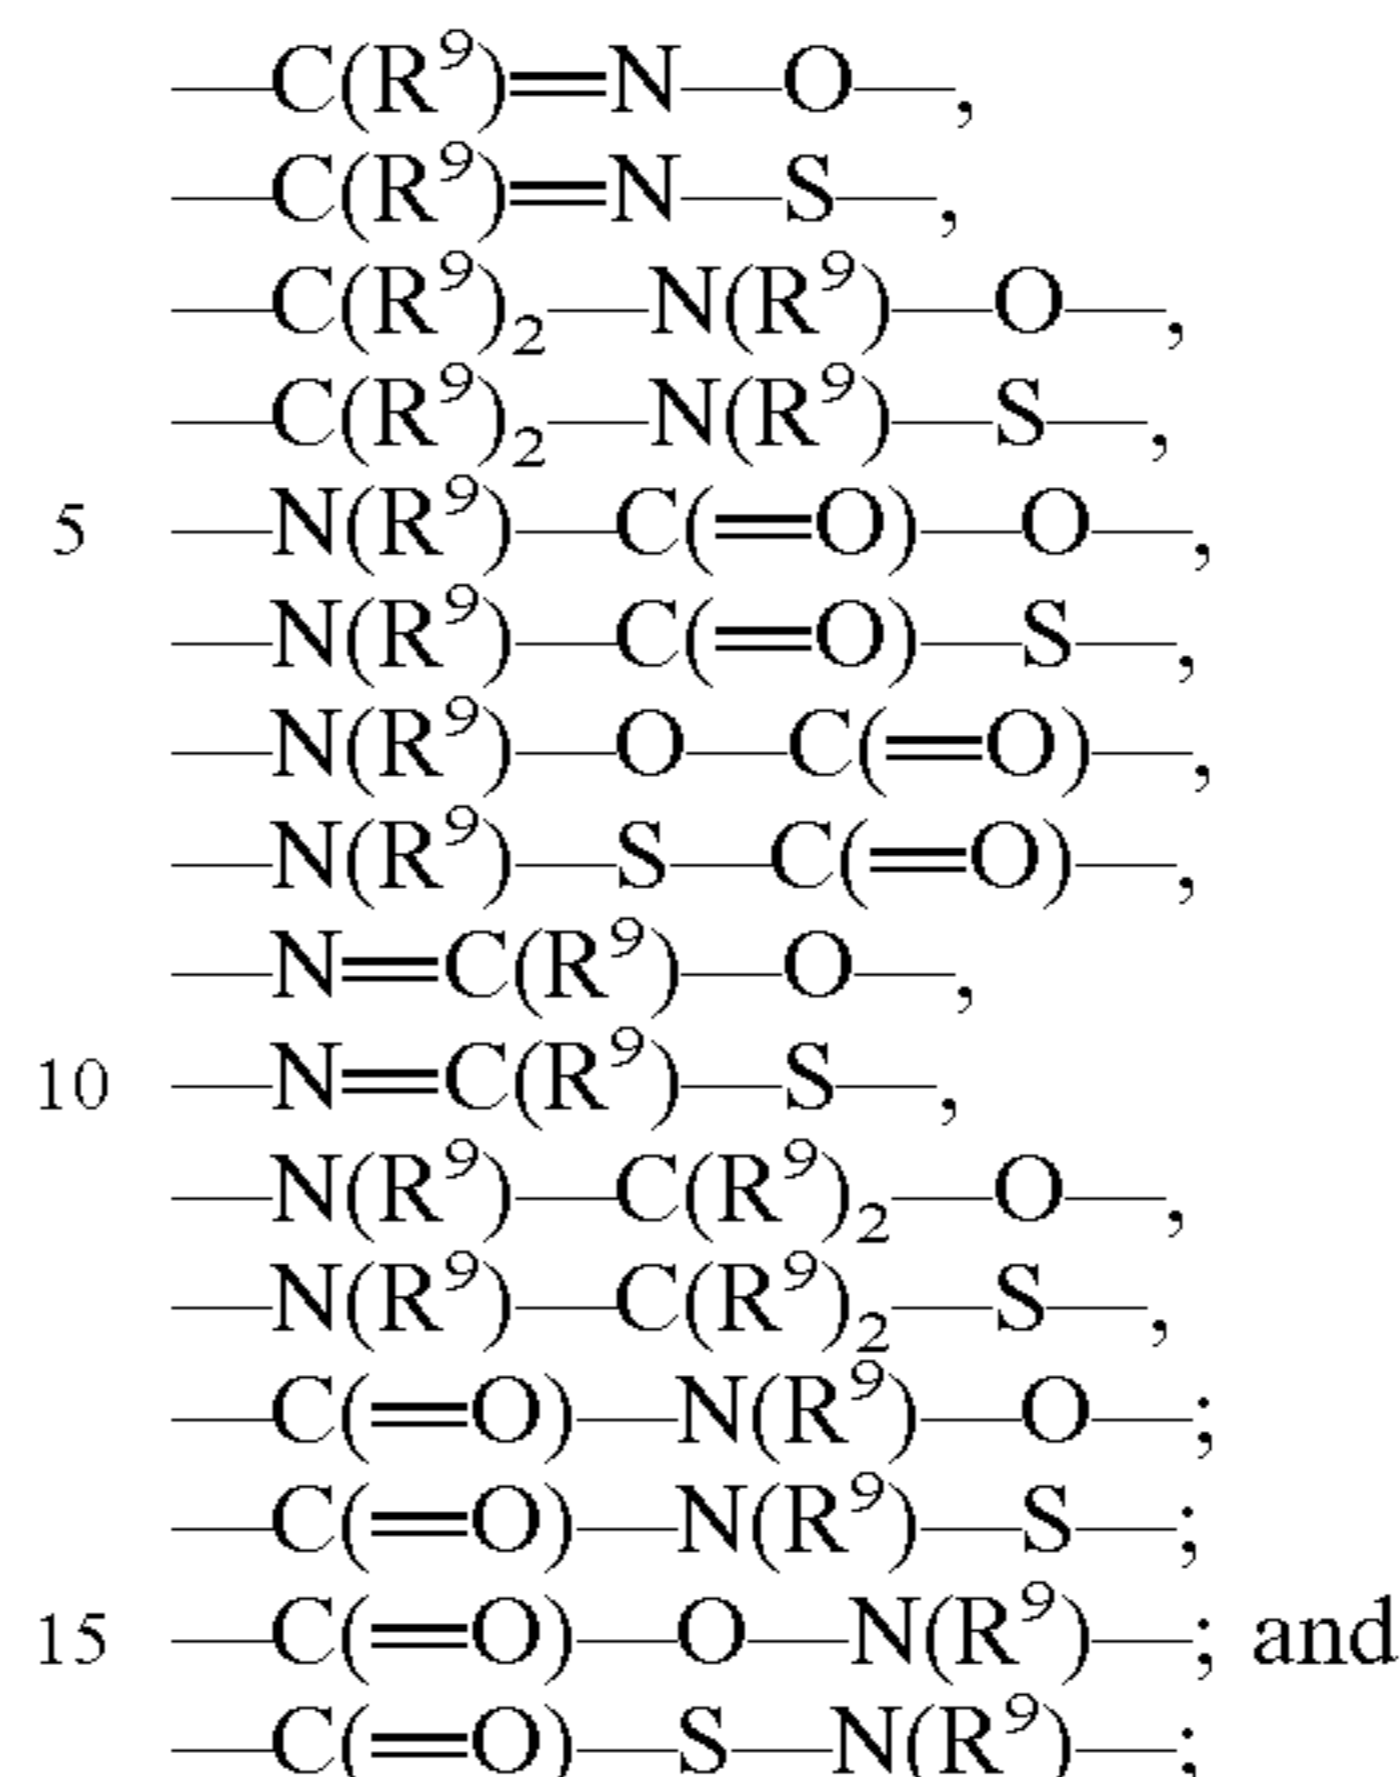 —C(R⁹)=N—O—,
—C(R⁹)=N—S—,
—C(R⁹)₂—N(R⁹)—O—,
—C(R⁹)₂—N(R⁹)—S—,
5 —N(R⁹)—C(=O)—O—,
—N(R⁹)—C(=O)—S—,
—N(R⁹)—O—C(=O)—,
—N(R⁹)—S—C(=O)—,
—N=C(R⁹)—O—,
10 —N=C(R⁹)—S—,
—N(R⁹)—C(R⁹)₂—O—,
—N(R⁹)—C(R⁹)₂—S—,
—C(=O)—N(R⁹)—O—;
—C(=O)—N(R⁹)—S—;
15 —C(=O)—O—N(R⁹)—; and
—C(=O)—S—N(R⁹)—;